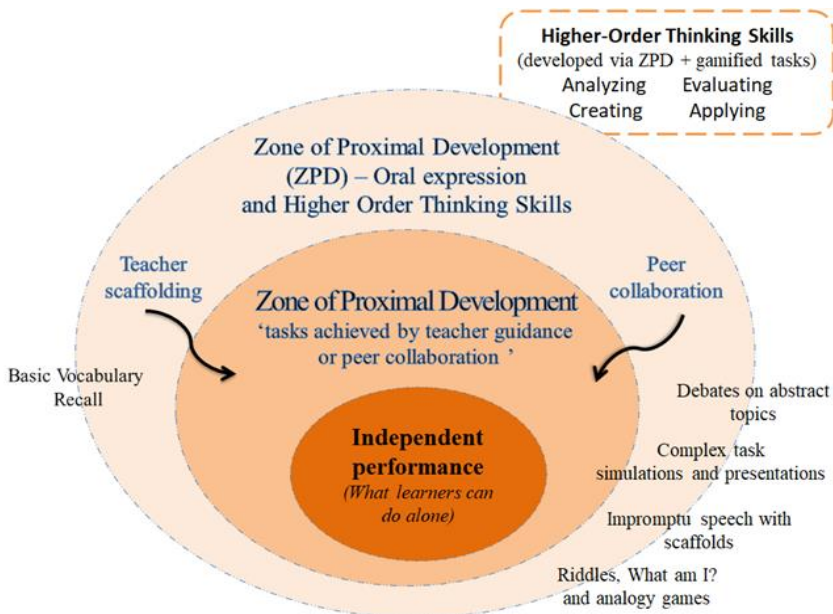 Higher-Order Thinking Skills
(developed via ZPD + gamified tasks)
Analyzing Evaluating
Creating Applying
Zone of Proximal Development
(ZPD) – Oral expression
and Higher Order Thinking Skills
Teacher
scaffolding
Peer
collaboration
Zone of Proximal Development
‘tasks achieved by teacher guidance
or peer collaboration ’
Basic Vocabulary
Recall
Independent
performance
(What learners can
do alone)
Debates on abstract
topics
Complex task
simulations and presentations
Impromptu speech with
scaffolds
Riddles, What am I?
and analogy games